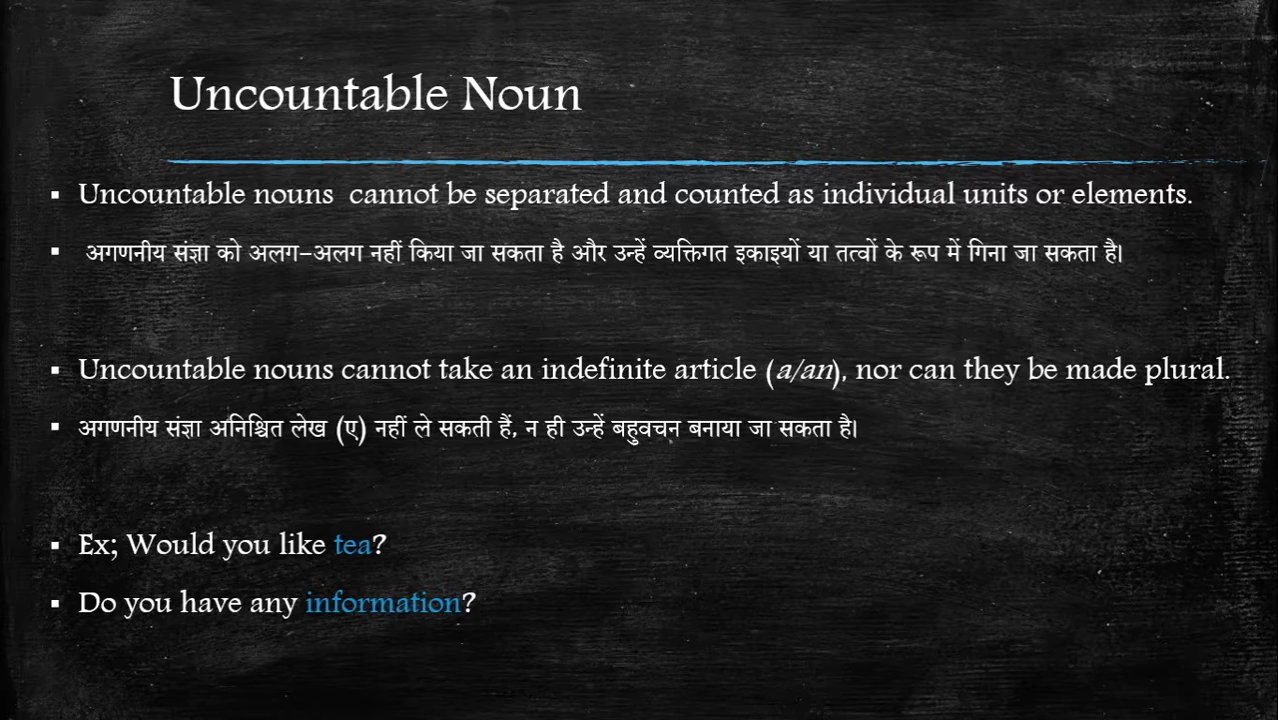 Uncountable Noun
▪ Uncountable nouns cannot be separated and counted as individual units or elements.
▪ अगणनीय संज्ञा को अलग-अलग नहीं किया जा सकता है और उन्हें व्यक्तिगत इकाइयों या तत्वों के रूप में गिना जा सकता है।
▪ Uncountable nouns cannot take an indefinite article (a/an), nor can they be made plural.
▪ अगणनीय संज्ञा अनिश्चित लेख (ए) नहीं ले सकती हैं, न ही उन्हें बहुवचन बनाया जा सकता है।
▪ Ex; Would you like tea?
▪ Do you have any information?